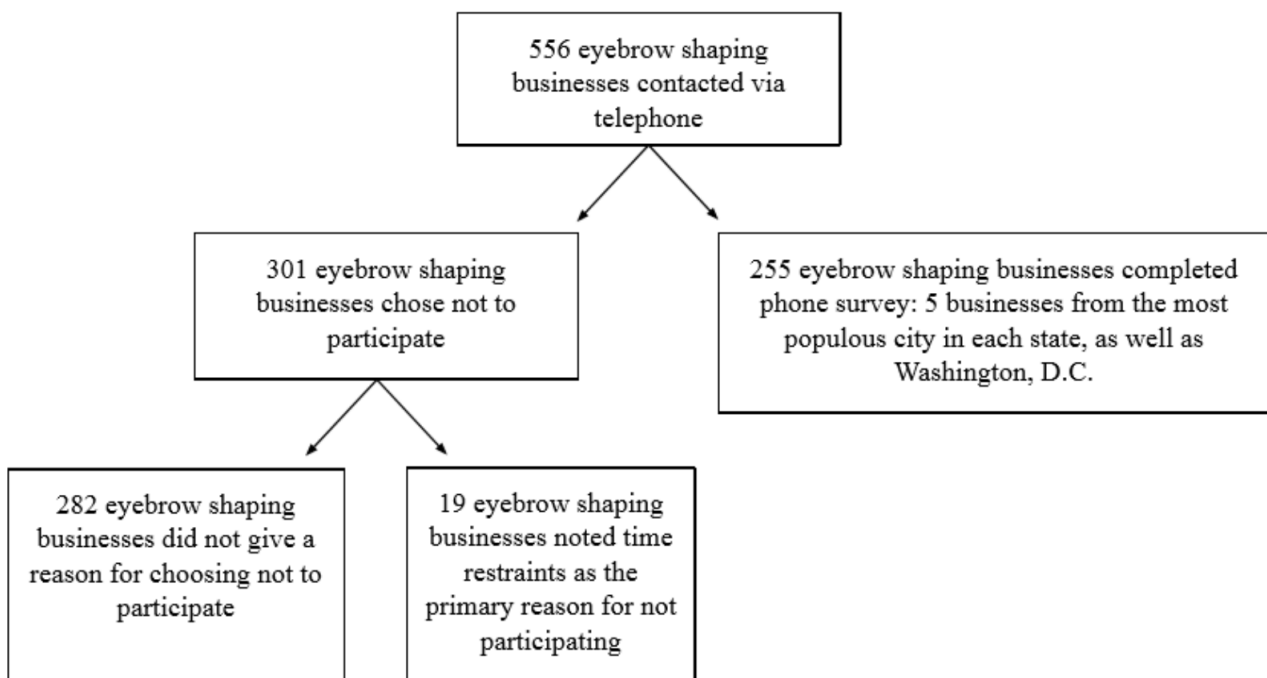 556 eyebrow shaping
businesses contacted via
telephone
301 eyebrow shaping
businesses chose not to
participate
255 eyebrow shaping businesses completed
phone survey: 5 businesses from the most
populous city in each state, as well as
Washington, D.C.
282 eyebrow shaping
businesses did not give a
reason for choosing not to
participate
19 eyebrow shaping
businesses noted time
restraints as the
primary reason for not
participating